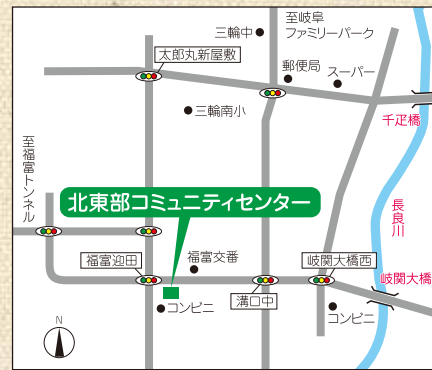 至岐阜
ファミリーパーク
三輪中
太郎丸新屋敷
郵便局
スーパー
三輪南小
千疋橋
至福富トンネル
北東部コミュニティセンター
長良川
福富迎田
福富交番
岐関大橋西
岐関大橋
溝口中
コンビニ
コンビニ
N